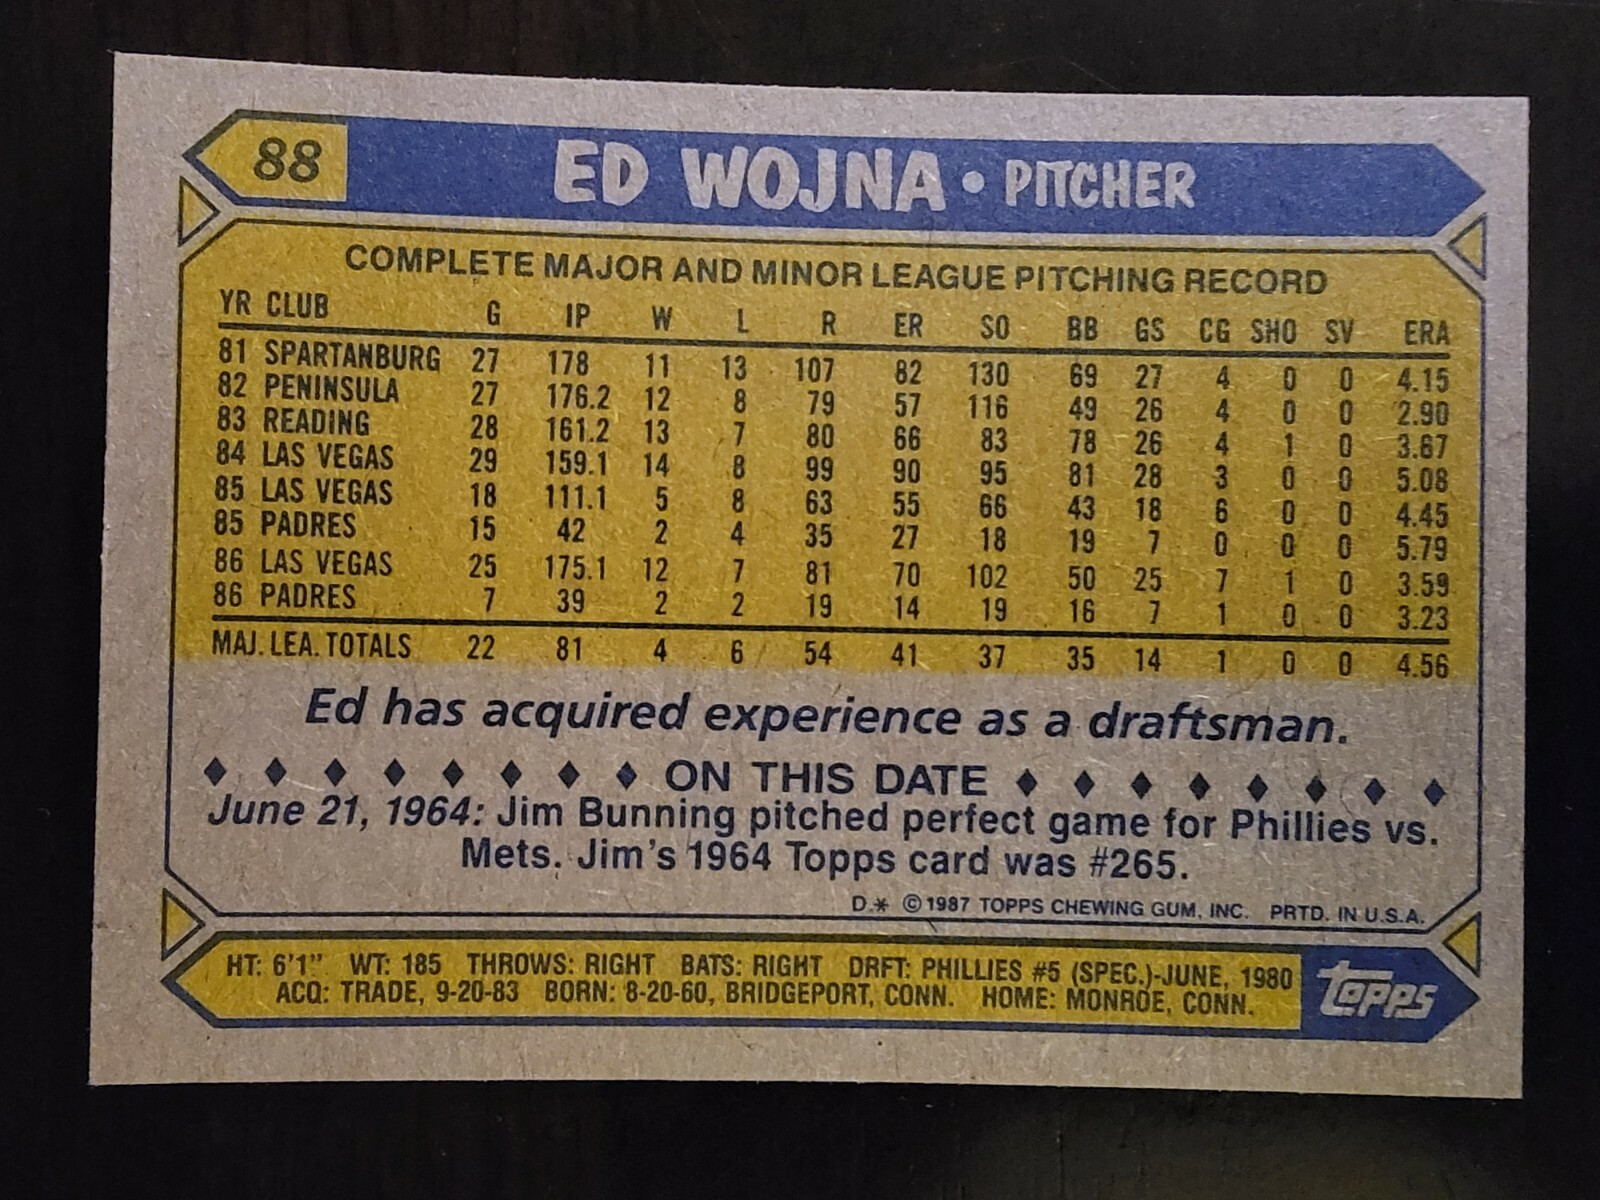 88 ED WOJNA • PITCHER
COMPLETE MAJOR AND MINOR LEAGUE PITCHING RECORD
YR CLUB G IP W L R ER SO BB GS CG SHO SV ERA
81 SPARTANBURG 27 178 11 13 107 82 130 69 27 4 0 0 4.15
82 PENINSULA 27 176.2 12 8 79 57 116 49 26 4 0 0 2.90
83 READING 28 161.2 13 7 80 66 83 78 26 4 1 0 3.67
84 LAS VEGAS 29 159.1 14 8 99 90 95 81 28 3 0 0 5.08
85 LAS VEGAS 18 111.1 5 8 63 55 66 43 18 6 0 0 4.45
85 PADRES 15 42 2 4 35 27 18 19 7 0 0 0 5.79
86 LAS VEGAS 25 175.1 12 7 81 70 102 50 25 7 1 0 3.59
86 PADRES 7 39 2 2 19 14 19 16 7 1 0 0 3.23
MAJ. LEA. TOTALS 22 81 4 6 54 41 37 35 14 1 0 0 4.56
Ed has acquired experience as a draftsman.
♦ ♦ ♦ ♦ ♦ ♦ ♦ ♦ ON THIS DATE ♦ ♦ ♦ ♦ ♦ ♦ ♦ ♦
June 21, 1964: Jim Bunning pitched perfect game for Phillies vs.
Mets. Jim's 1964 Topps card was #265.
D.* © 1987 TOPPS CHEWING GUM, INC. PRTD. IN U.S.A.
HT: 6'1" WT: 185 THROWS: RIGHT BATS: RIGHT DRFT: PHILLIES #5 (SPEC.)-JUNE, 1980
ACQ: TRADE, 9-20-83 BORN: 8-20-60, BRIDGEPORT, CONN. HOME: MONROE, CONN.
topps